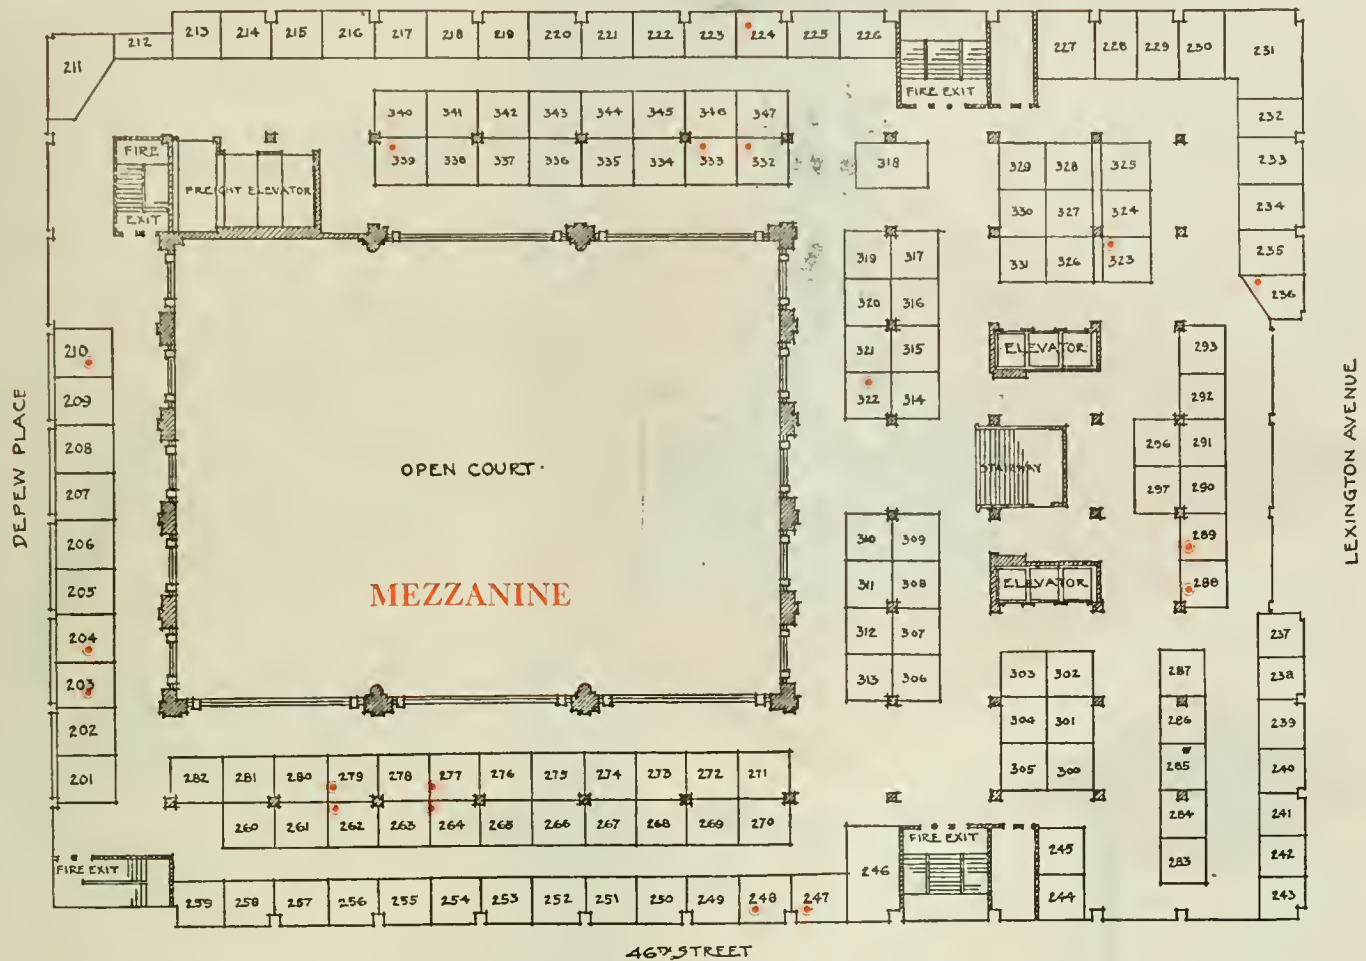 211 212 213 214 215 216 217 218 219 220 221 222 223 224 225 226 227 228 229 230 231
FIRE EXIT
232
340 341 342 343 344 345 346 347
339 338 337 336 335 334 333 332
318
329 328 325
233
FIRE
EXIT
FREIGHT ELEVATOR
330 327 324
234
331 326 323
235
236
319 317
320 316
321 315
322 314
ELEVATOR
293
292
296 291
297 290
289
288
STAIRWAY
ELEVATOR
210
209
208
207
206
205
204
203
202
201
DEPEW PLACE
OPEN COURT
MEZZANINE
LEXINGTON AVENUE
310 309
311 308
312 307
313 306
303 302
304 301
305 300
287
286
285
284
283
237
238
239
240
241
242
243
282 281 280 279 278 277 276 275 274 273 272 271
260 261 262 263 264 265 266 267 268 269 270
FIRE EXIT
259 258 257 256 255 254 253 252 251 250 249 248 247
246
FIRE EXIT
245
244
46TH STREET